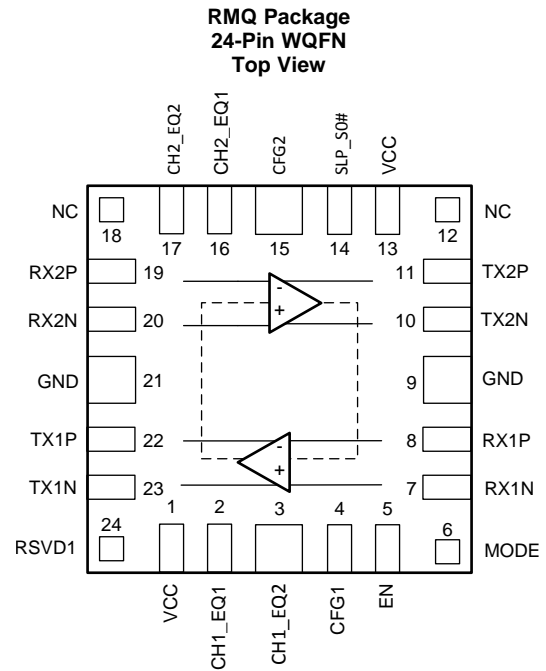 RMQ Package
24-Pin WQFN
Top View
CH2_EQ2
CH2_EQ1
CFG2
SLP_S0#
VCC
NC
18
17
16
15
14
13
12
NC
RX2P
19
-
11
TX2P
RX2N
20
+
10
TX2N
GND
21
9
GND
TX1P
22
-
8
RX1P
TX1N
23
+
7
RX1N
RSVD1
24
1
2
3
4
5
6
MODE
VCC
CH1_EQ1
CH1_EQ2
CFG1
EN